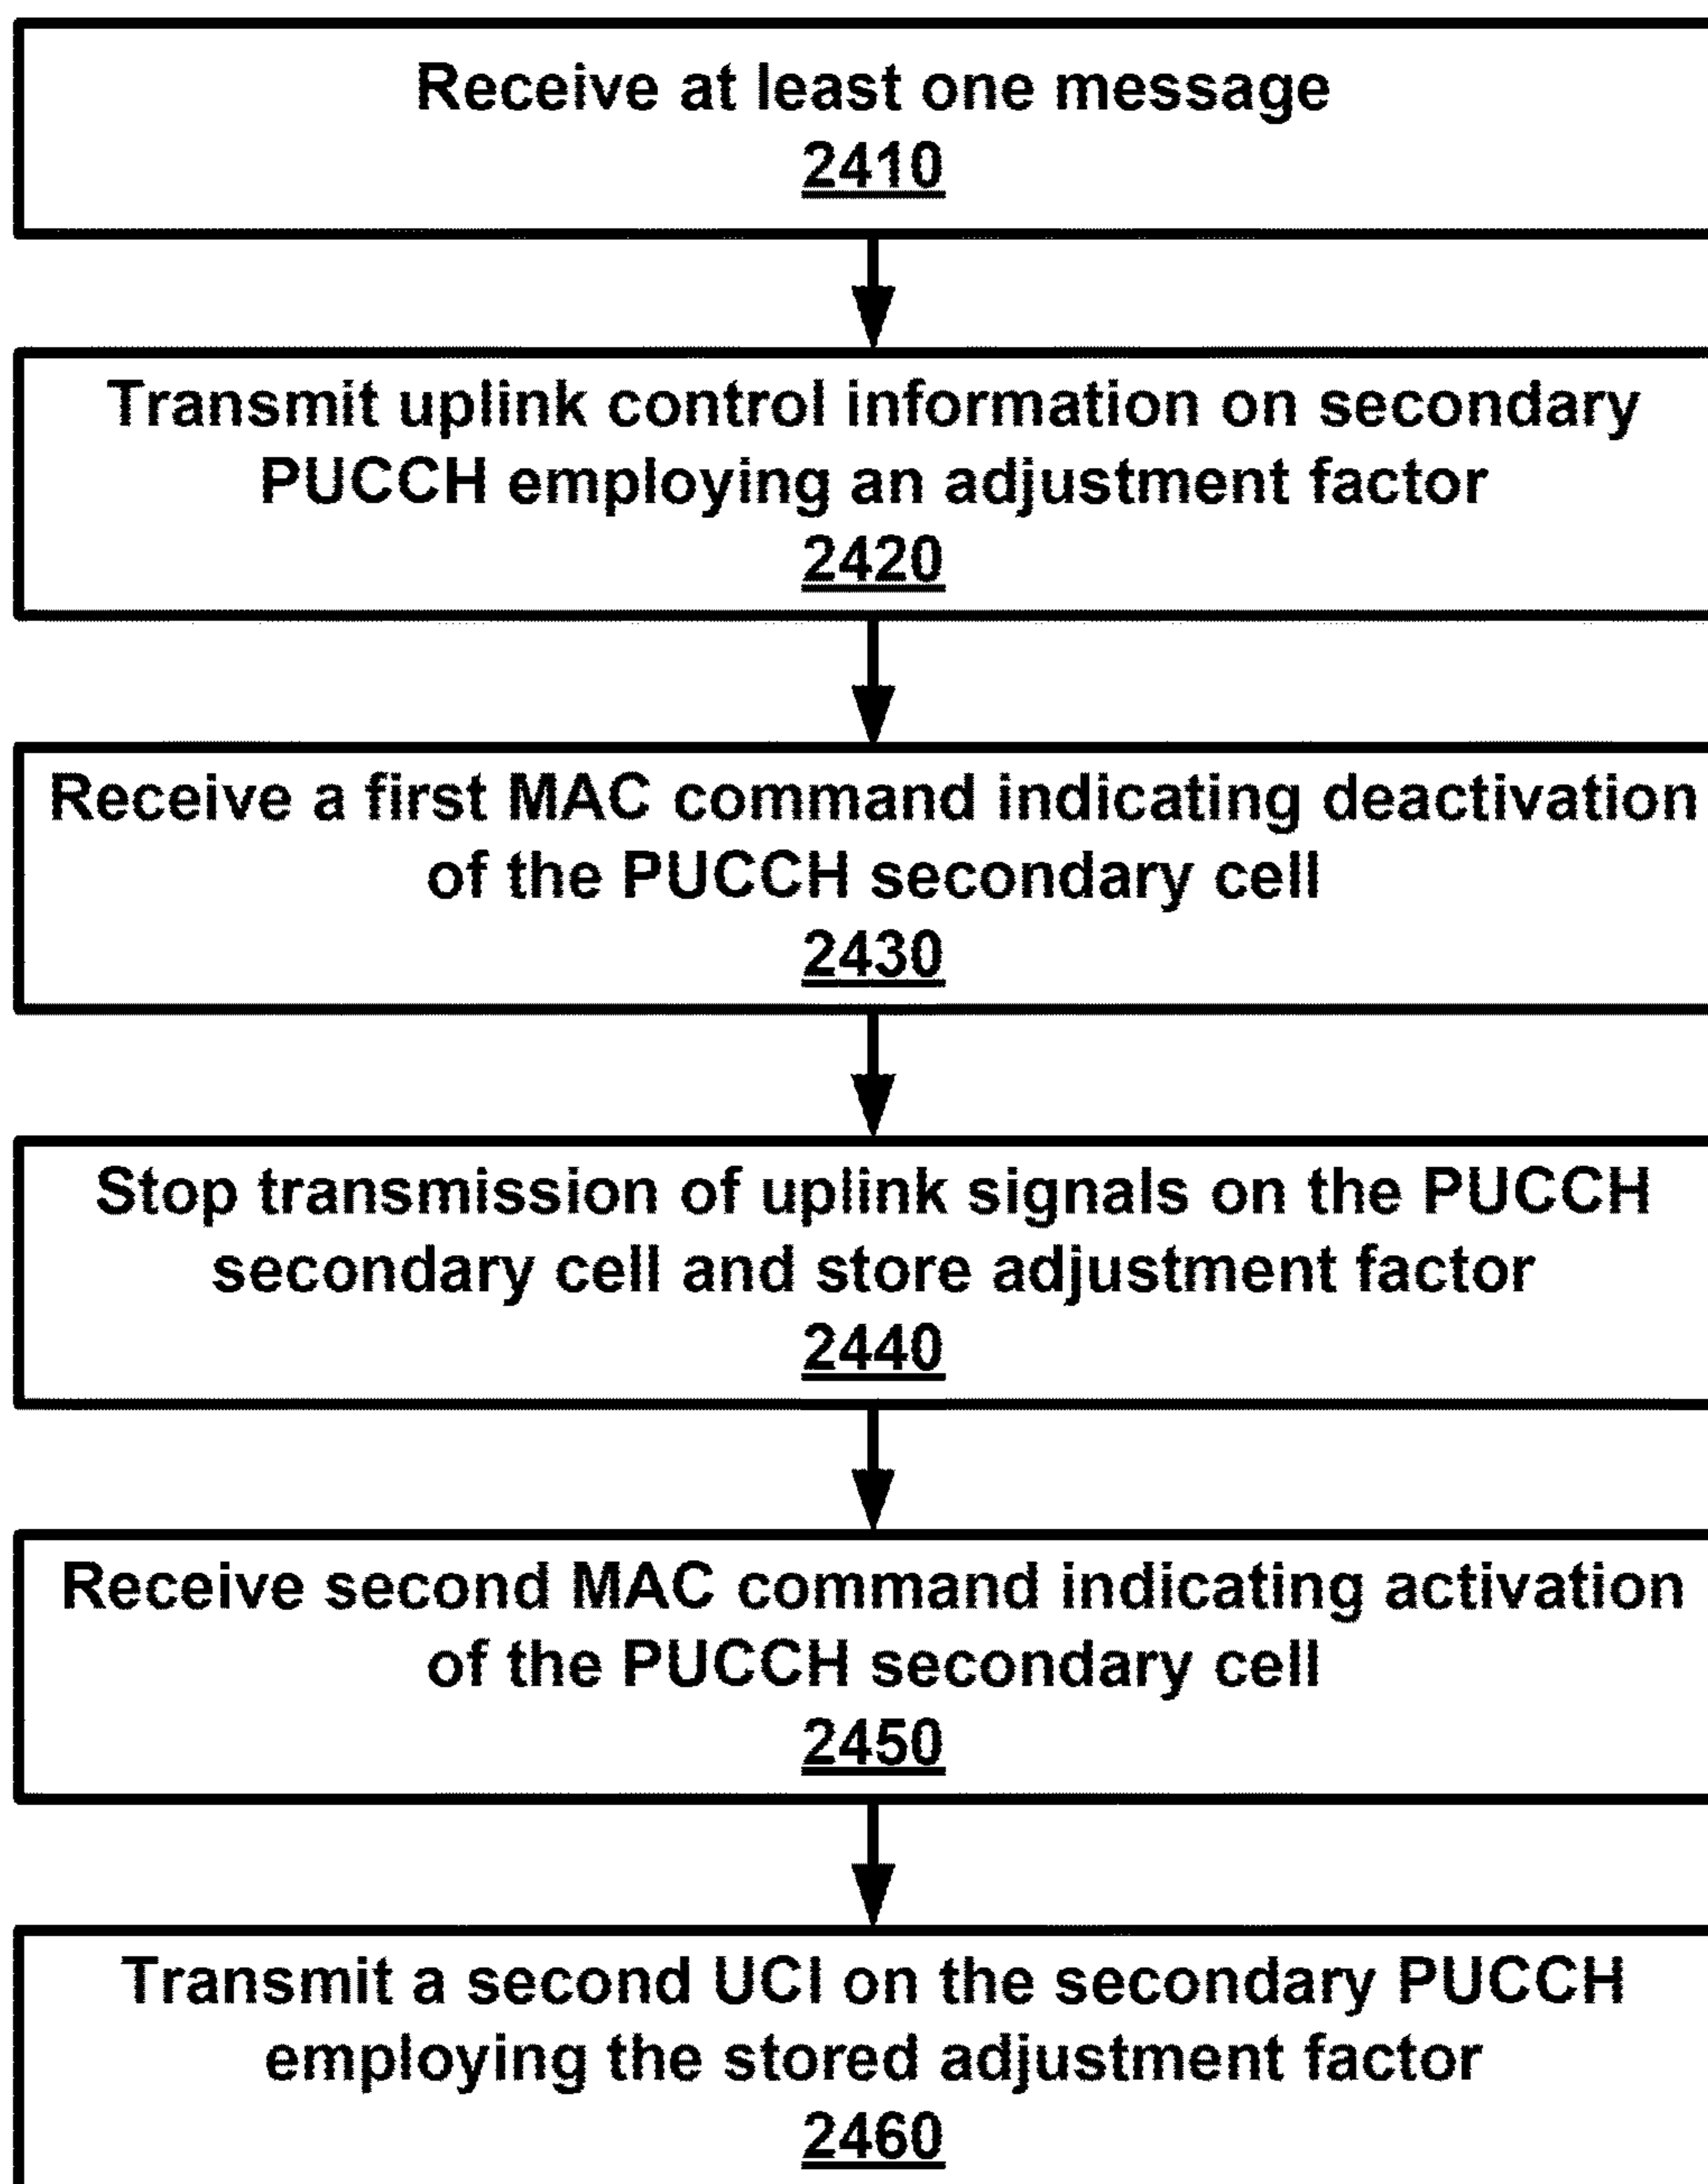 Receive at least one message
2410
Transmit uplink control information on secondary
PUCCH employing an adjustment factor
2420
Receive a first MAC command indicating deactivation
of the PUCCH secondary cell
2430
Stop transmission of uplink signals on the PUCCH
secondary cell and store adjustment factor
2440
Receive second MAC command indicating activation
of the PUCCH secondary cell
2450
Transmit a second UCI on the secondary PUCCH
employing the stored adjustment factor
2460